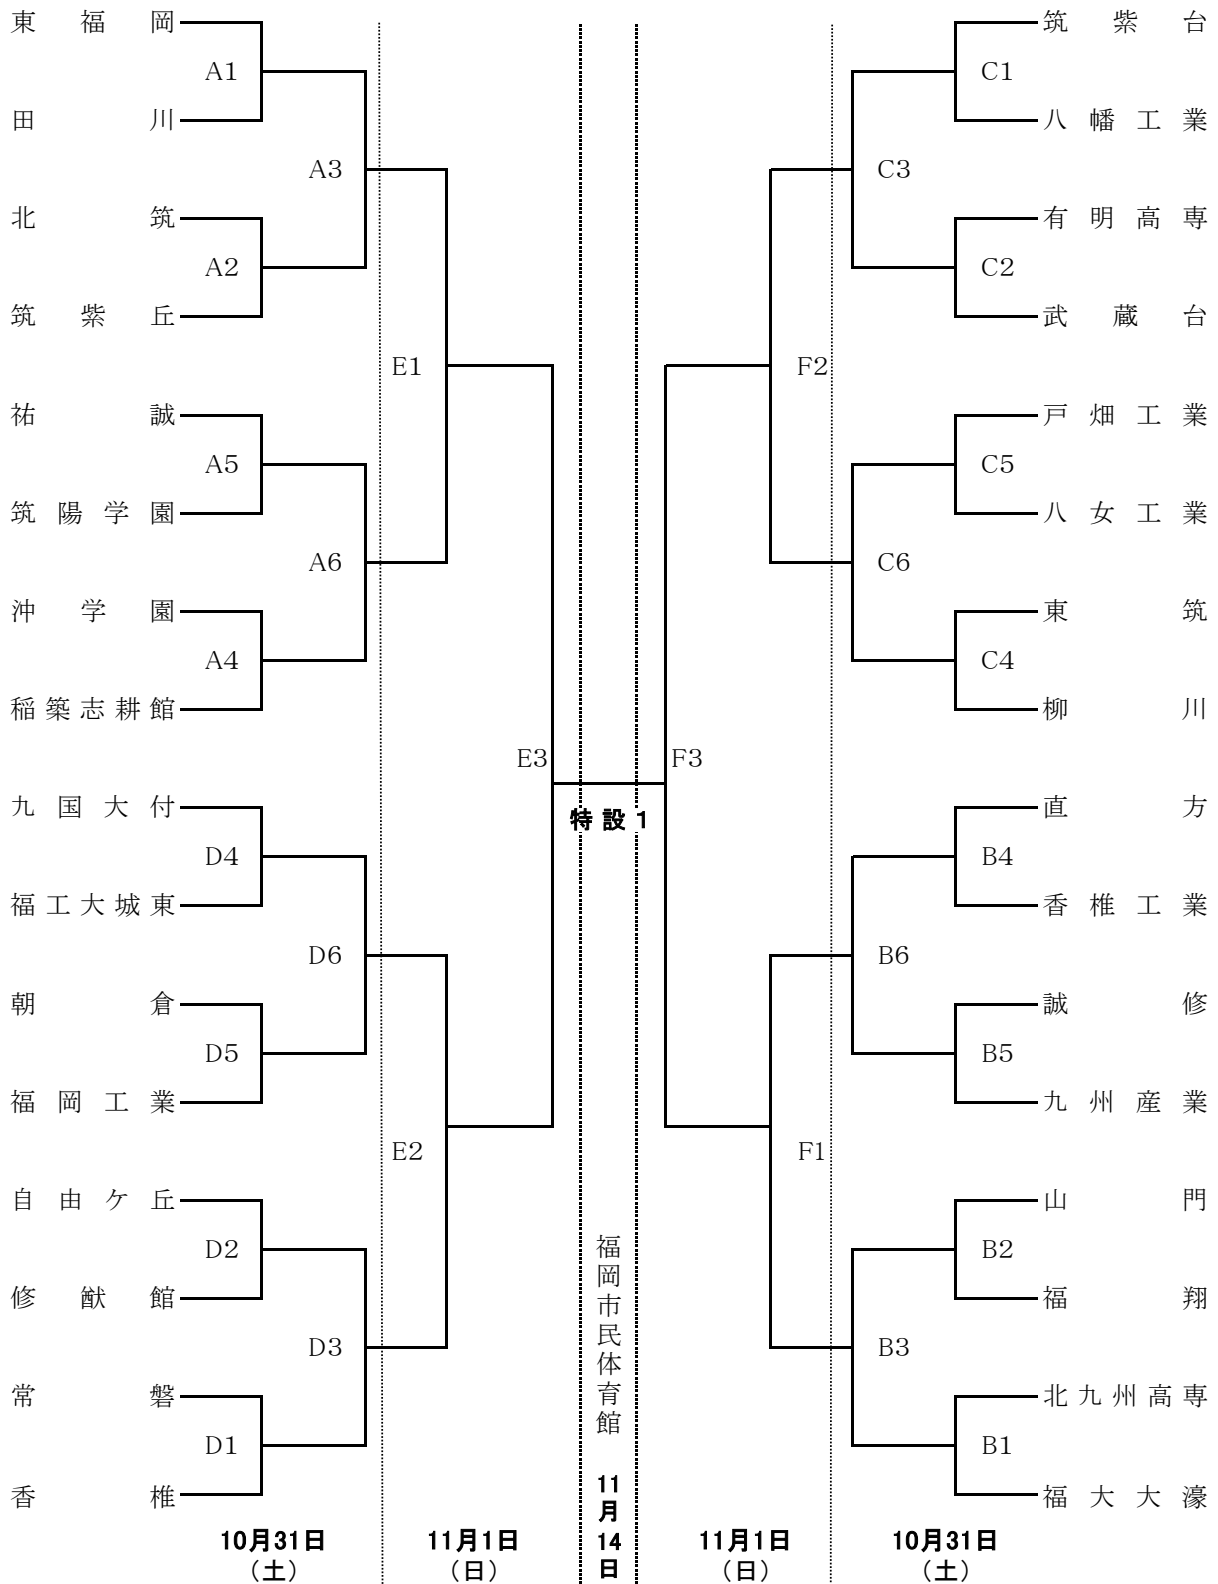 東福岡
A1
田川
A3
北筑
A2
筑紫丘
E1
祐誠
A5
筑陽学園
A6
沖学園
A4
稲築志耕館
E3
九国大付
D4
福工大城東
D6
朝倉
D5
福岡工業
E2
自由ケ丘
D2
修猷館
D3
常磐
D1
香椎
10月31日
（土）
11月1日
（日）
特設1
福岡市民体育館 11月14日
筑紫台
C1
八幡工業
C3
有明高専
C2
武蔵台
F2
戸畑工業
C5
八女工業
C6
東筑
C4
柳川
F3
直方
B4
香椎工業
B6
誠修
B5
九州産業
F1
山門
B2
福翔
B3
北九州高専
B1
福大大濠
11月1日
（日）
10月31日
（土）